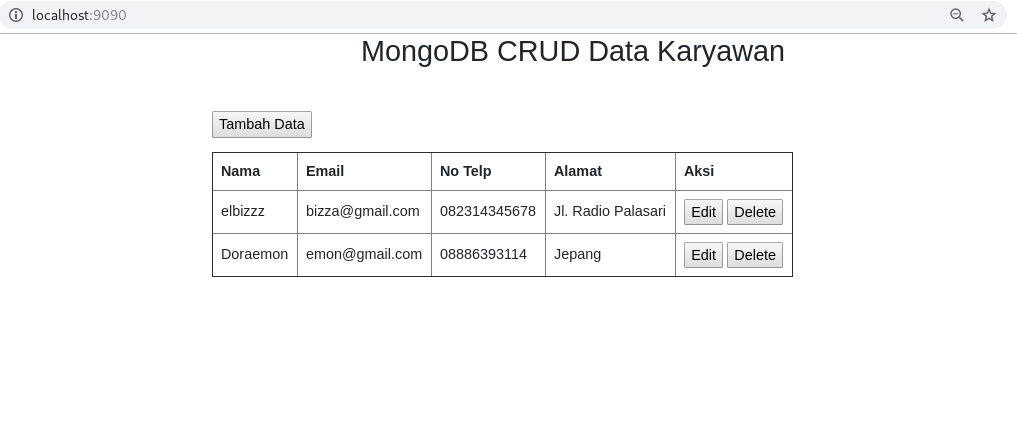 localhost:9090
MongoDB CRUD Data Karyawan
Tambah Data
Nama Email No Telp Alamat Aksi
elbizzz bizza@gmail.com 082314345678 Jl. Radio Palasari Edit Delete
Doraemon emon@gmail.com 08886393114 Jepang Edit Delete